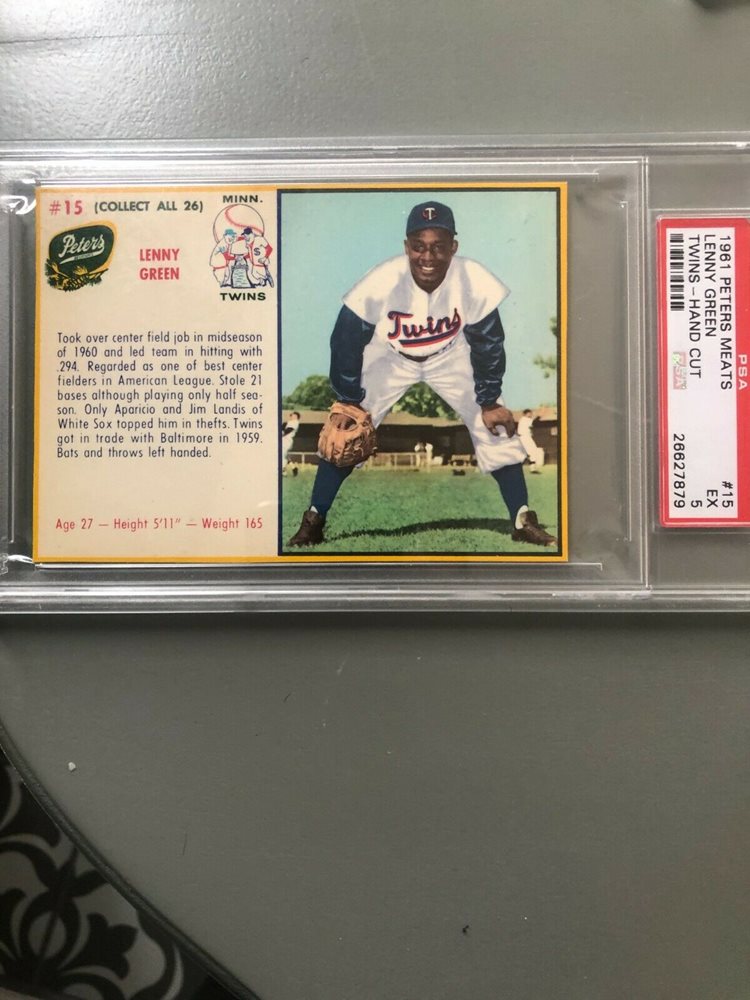 #15 (COLLECT ALL 26)
MINN.
Peter's
LENNY
GREEN
TWINS
Took over center field job in midseason
of 1960 and led team in hitting with
.294. Regarded as one of best center
fielders in American League. Stole 21
bases although playing only half sea-
son. Only Aparicio and Jim Landis of
White Sox topped him in thefts. Twins
got in trade with Baltimore in 1959.
Bats and throws left handed.
Age 27 — Height 5'11" — Weight 165
T
Twins
PSA
1961 PETERS MEATS #15
LENNY GREEN EX
TWINS - HAND CUT 5
PSA
26627879